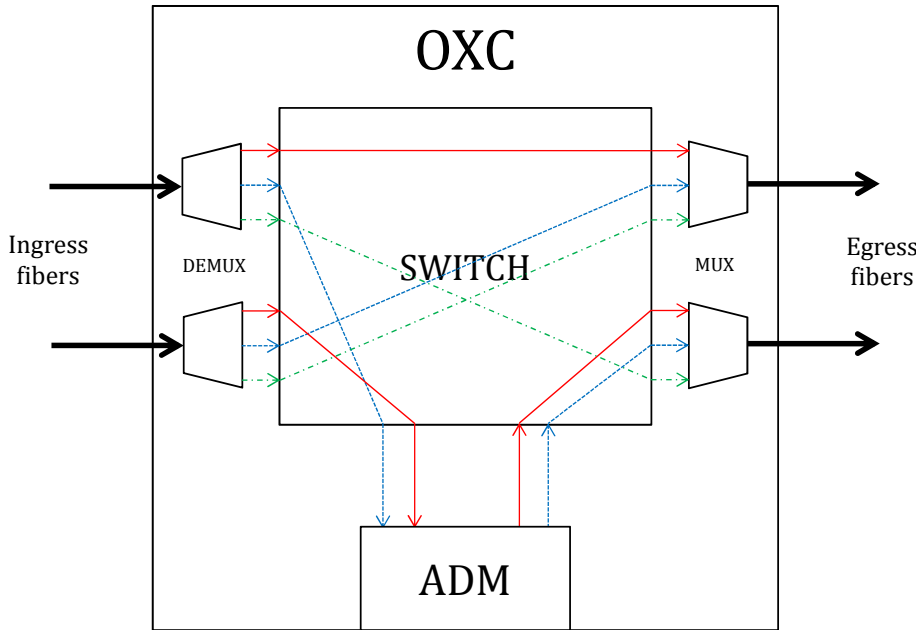 OXC
Ingress
fibers
DEMUX
SWITCH
MUX
Egress
fibers
ADM